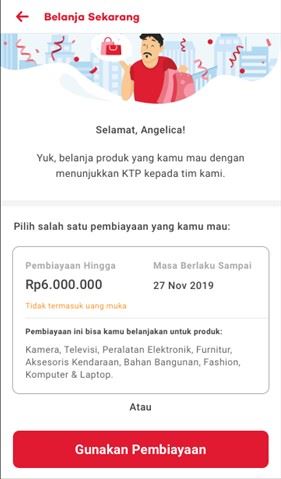 Belanja Sekarang
Selamat, Angelica!
Yuk, belanja produk yang kamu mau dengan
menunjukkan KTP kepada tim kami.
Pilih salah satu pembiayaan yang kamu mau:
Pembiayaan Hingga
Masa Berlaku Sampai
Rp6.000.000
27 Nov 2019
Tidak termasuk uang muka
Pembiayaan ini bisa kamu belanjakan untuk produk:
Kamera, Televisi, Peralatan Elektronik, Furnitur,
Aksesoris Kendaraan, Bahan Bangunan, Fashion,
Komputer & Laptop.
Atau
Gunakan Pembiayaan